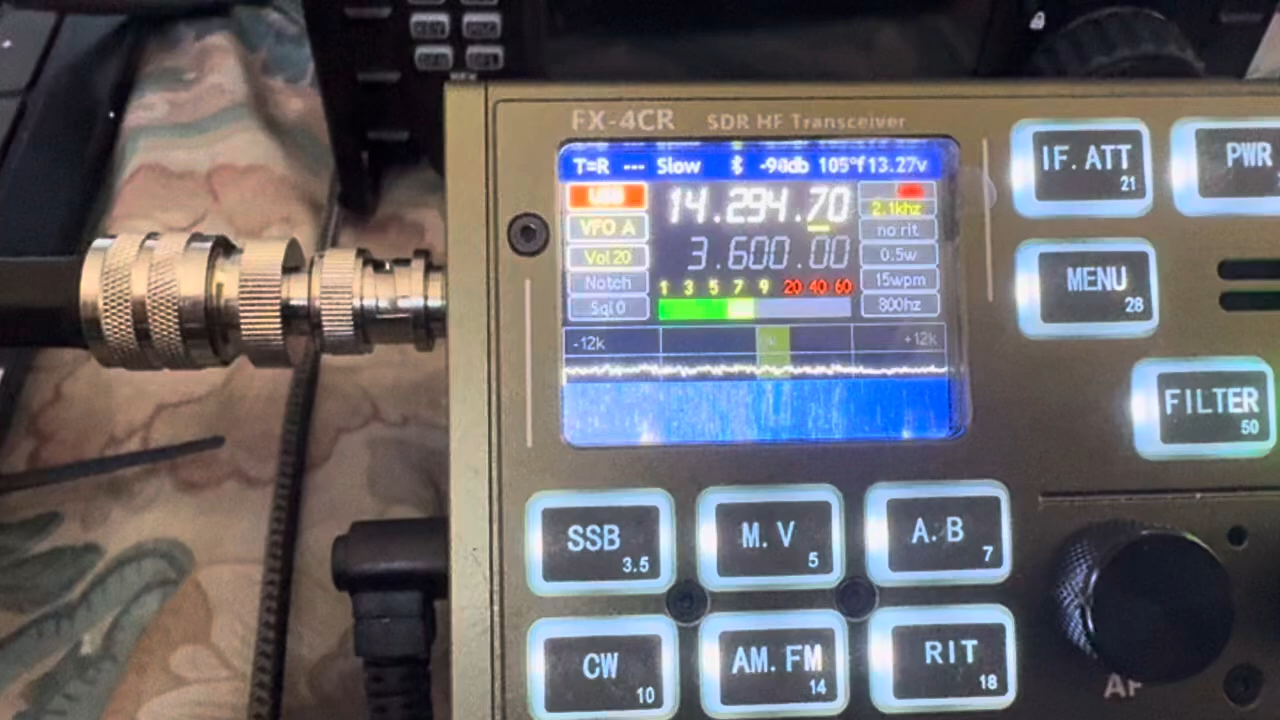 FX-4CR SDR HF Transceiver
T=R --- Slow -90db 105°f 13.27v
USB 14.294.70 2.1khz
VFO A no rit
Vol 20 3.600.00 0.5w
Notch 1 3 5 7 9 20 40 60 15wpm
Sql 0 800hz
-12k +12k
IF. ATT 21
PWR
MENU 28
FILTER 50
SSB 3.5
M. V 5
A. B 7
CW 10
AM. FM 14
RIT 18
AF